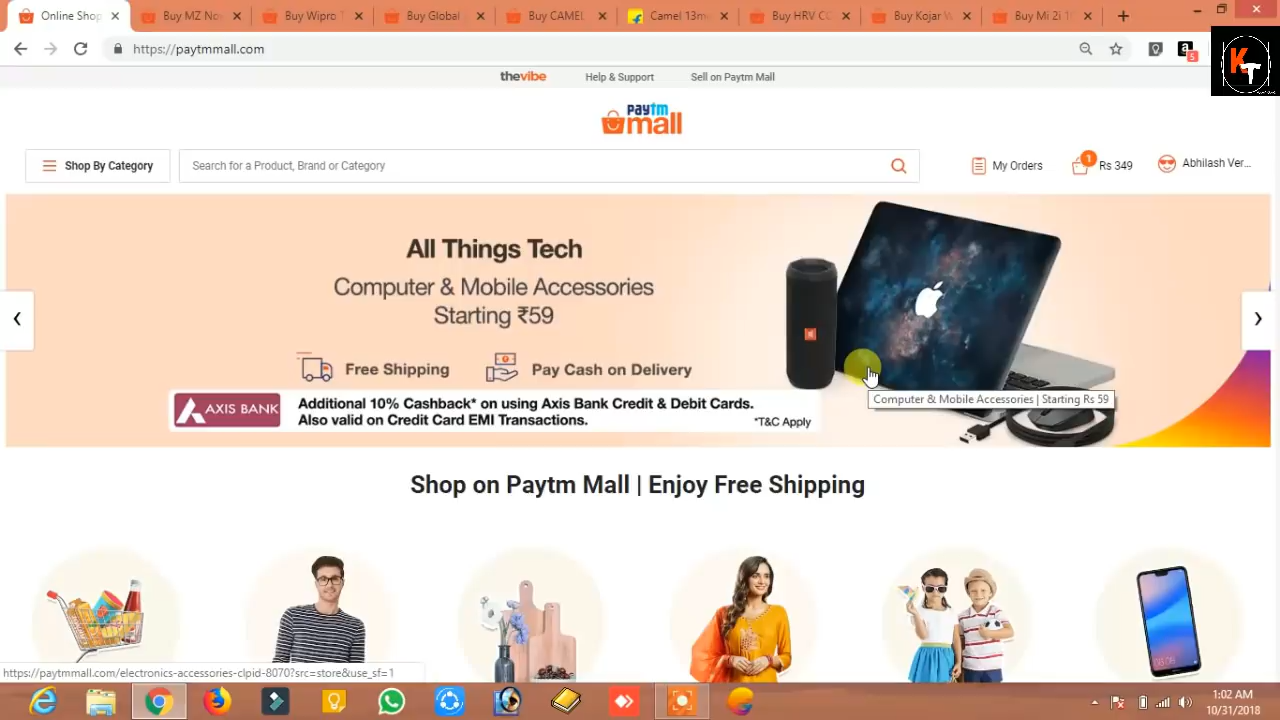 Online Shop
Buy MZ Nov
Buy Wipro 1
Buy Global
Buy CAMEL
Camel 13m
Buy HRV CO
Buy Kojar V
Buy Mi 2i 1
https://paytmmall.com
a
5
KT
thevibe
Help & Support
Sell on Paytm Mall
paytm
mall
Shop By Category
Search for a Product, Brand or Category
My Orders
1
Rs 349
Abhilash Ver...
All Things Tech
Computer & Mobile Accessories
Starting ₹59
Free Shipping
Pay Cash on Delivery
AXIS BANK
Additional 10% Cashback* on using Axis Bank Credit & Debit Cards.
Also valid on Credit Card EMI Transactions.
*T&C Apply
Computer & Mobile Accessories | Starting Rs 59
Shop on Paytm Mall | Enjoy Free Shipping
https://paytmmall.com/electronics-accessories-clpid-8070?src=store&use_sf=1
1:02 AM
10/31/2018